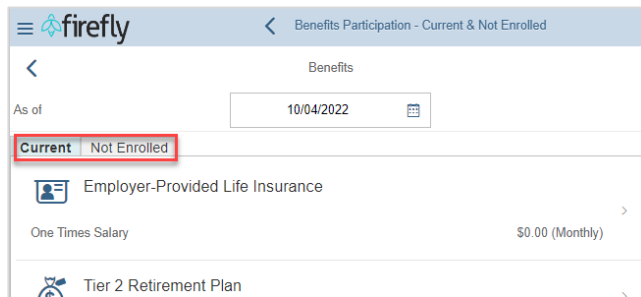 firefly
Benefits Participation - Current & Not Enrolled
Benefits
As of 10/04/2022
Current Not Enrolled
Employer-Provided Life Insurance
One Times Salary $0.00 (Monthly)
Tier 2 Retirement Plan